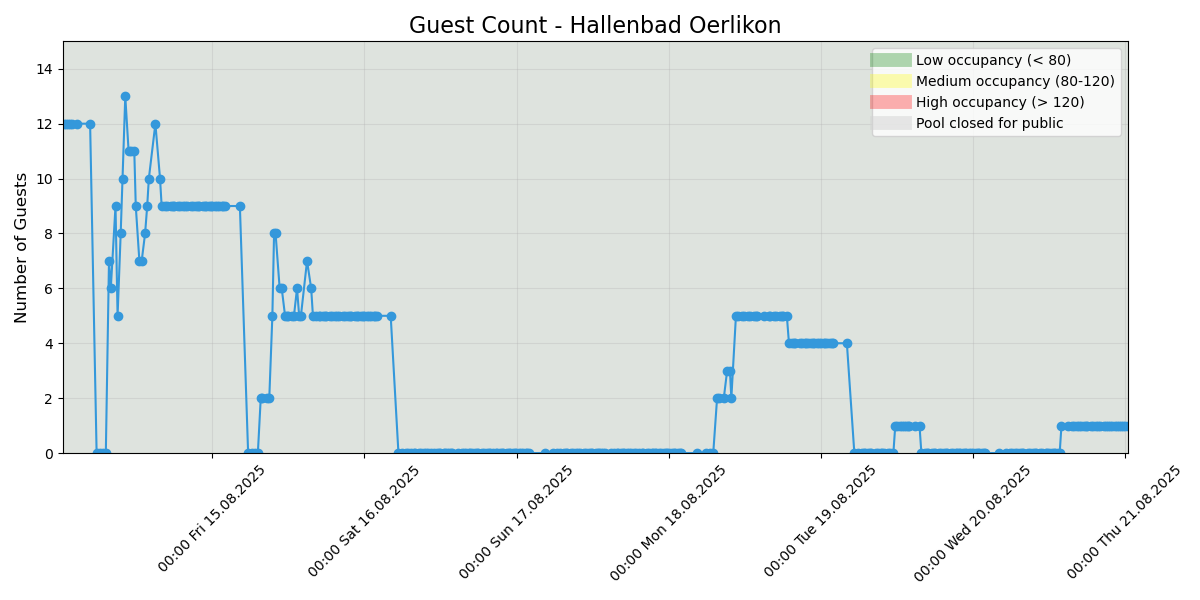 Guest Count - Hallenbad Oerlikon
Number of Guests
14
12
10
8
6
4
2
0
Low occupancy (< 80)
Medium occupancy (80-120)
High occupancy (> 120)
Pool closed for public
00:00 Fri 15.08.2025
00:00 Sat 16.08.2025
00:00 Sun 17.08.2025
00:00 Mon 18.08.2025
00:00 Tue 19.08.2025
00:00 Wed 20.08.2025
00:00 Thu 21.08.2025